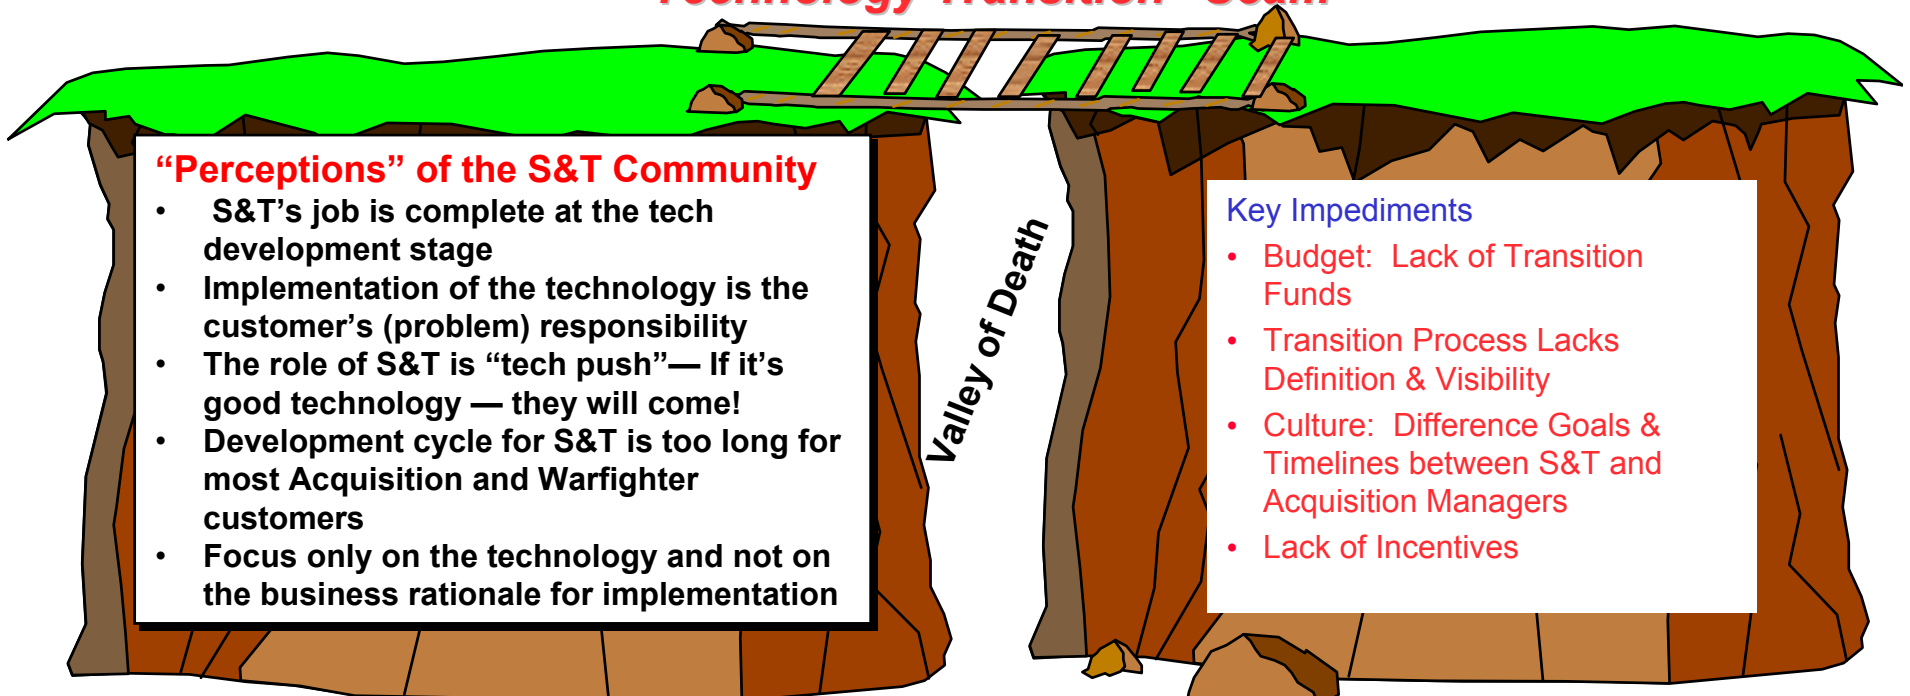 Technology Transition "Seam"
“Perceptions” of the S&T Community
• S&T’s job is complete at the tech
development stage
• Implementation of the technology is the
customer’s (problem) responsibility
• The role of S&T is “tech push”— If it’s
good technology — they will come!
• Development cycle for S&T is too long for
most Acquisition and Warfighter
customers
• Focus only on the technology and not on
the business rationale for implementation
Valley of Death
Key Impediments
• Budget: Lack of Transition
Funds
• Transition Process Lacks
Definition & Visibility
• Culture: Difference Goals &
Timelines between S&T and
Acquisition Managers
• Lack of Incentives